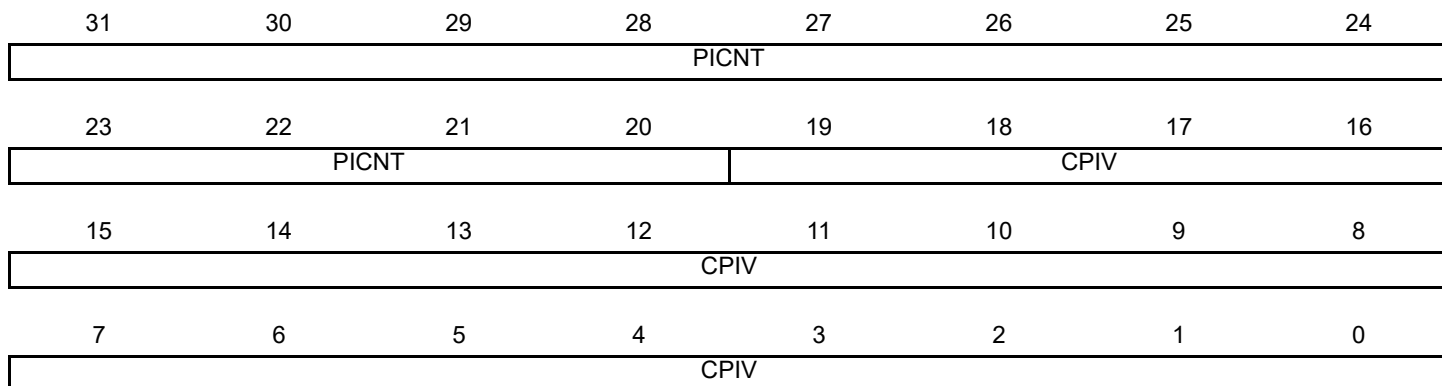 31 30 29 28 27 26 25 24
PICNT
23 22 21 20 19 18 17 16
PICNT CPIV
15 14 13 12 11 10 9 8
CPIV
7 6 5 4 3 2 1 0
CPIV